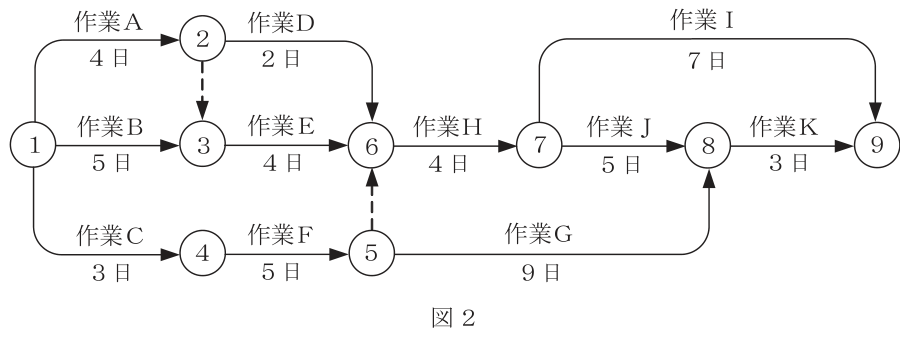 作業A
4日
作業D
2日
作業I
7日
2
1
作業B
5日
3
作業E
4日
6
作業H
4日
7
作業J
5日
8
作業K
3日
9
作業C
3日
4
作業F
5日
5
作業G
9日
図2